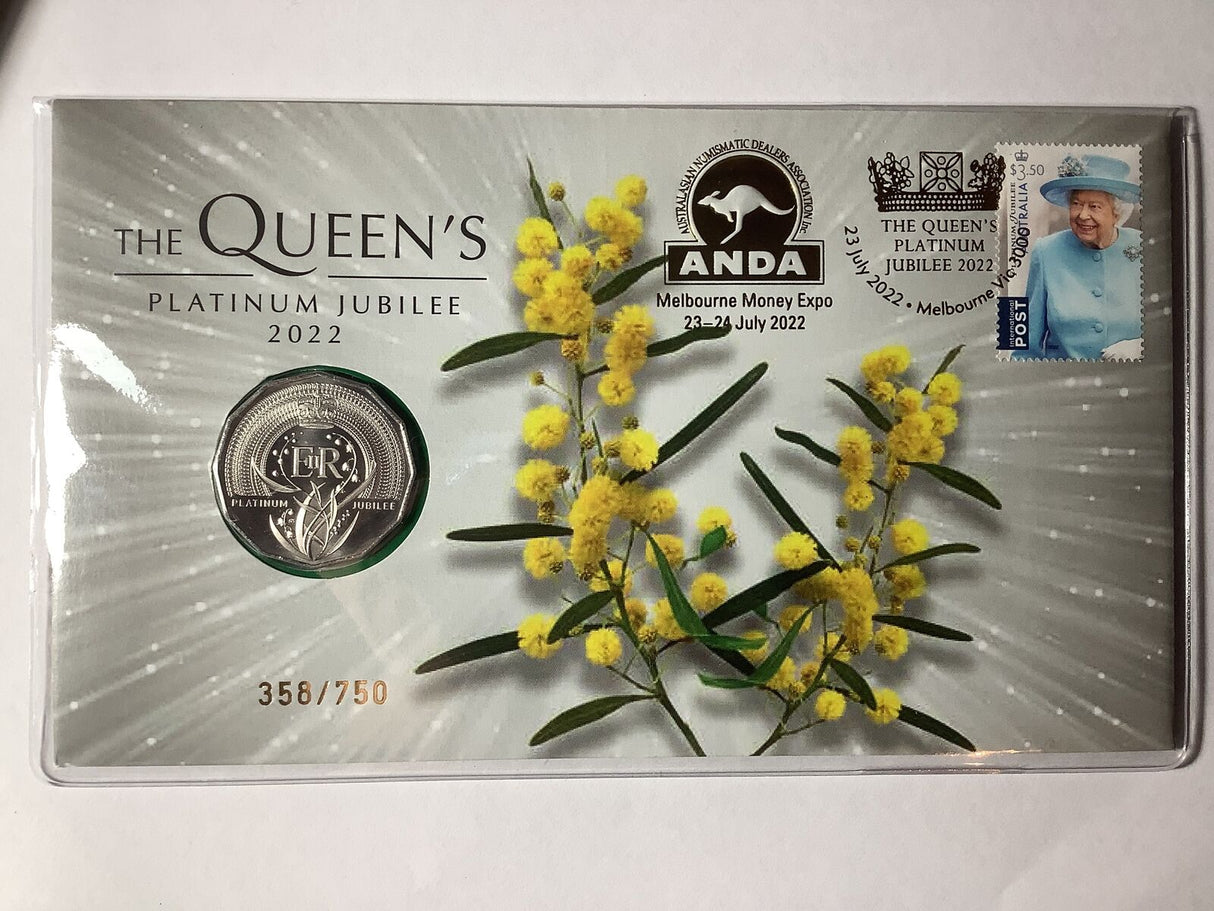 THE QUEEN'S
PLATINUM JUBILEE
2022
AUSTRALASIAN NUMISMATIC DEALERS ASSOCIATION Inc
ANDA
Melbourne Money Expo
23–24 July 2022
THE QUEEN'S
PLATINUM
JUBILEE 2022
23 July 2022 • Melbourne Vic 3000
$3.50
AUSTRALIA
JUBILEE
International
POST
EIIR
PLATINUM JUBILEE
358/750